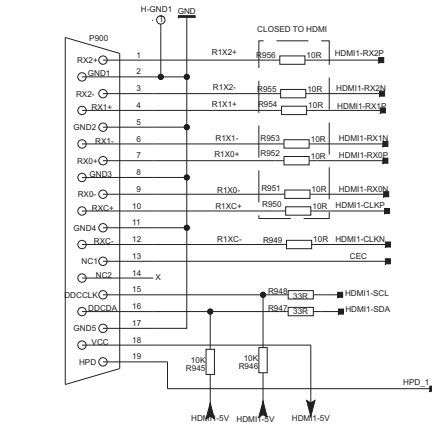 H-GND1 GND
CLOSED TO HDMI
P900
RX2+ 1 R1X2+ R956 10R HDMI1-RX2P
GND1 2
RX2- 3 R1X2- R955 10R HDMI1-RX2N
RX1+ 4 R1X1+ R954 10R HDMI1-RX1P
GND2 5
RX1- 6 R1X1- R953 10R HDMI1-RX1N
RX0+ 7 R1X0+ R952 10R HDMI1-RX0P
GND3 8
RX0- 9 R1X0- R951 10R HDMI1-RX0N
RXC+ 10 R1XC+ R950 10R HDMI1-CLKP
GND4 11
RXC- 12 R1XC- R949 10R HDMI1-CLKN
NC1 13 CEC
NC2 14 X
DDCCLK 15 R948 33R HDMI1-SCL
DDCDA 16 R947 33R HDMI1-SDA
GND5 17
VCC 18
HPD 19
10K 10K
R945 R946
HPD_1
HDMI1-5V HDMI1-5V HDMI1-5V